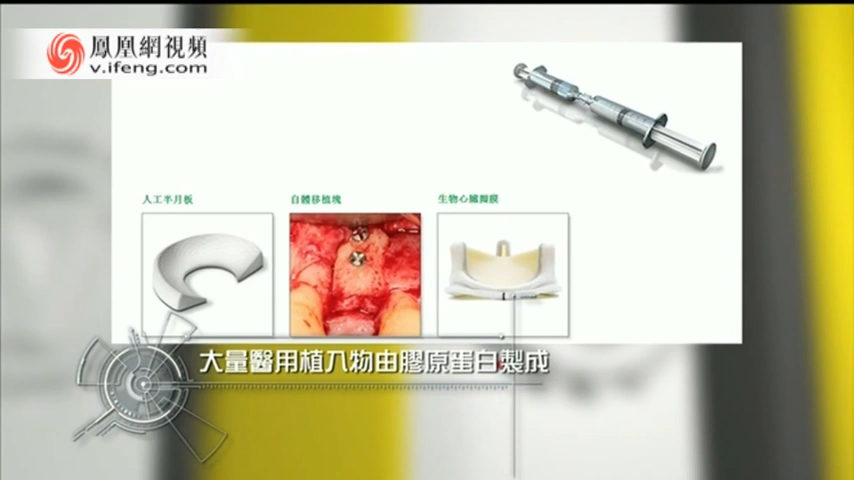 鳳凰網視頻
v.ifeng.com
人工半月板
自體移植塊
生物心臟瓣膜
大量醫用植入物由膠原蛋白製成